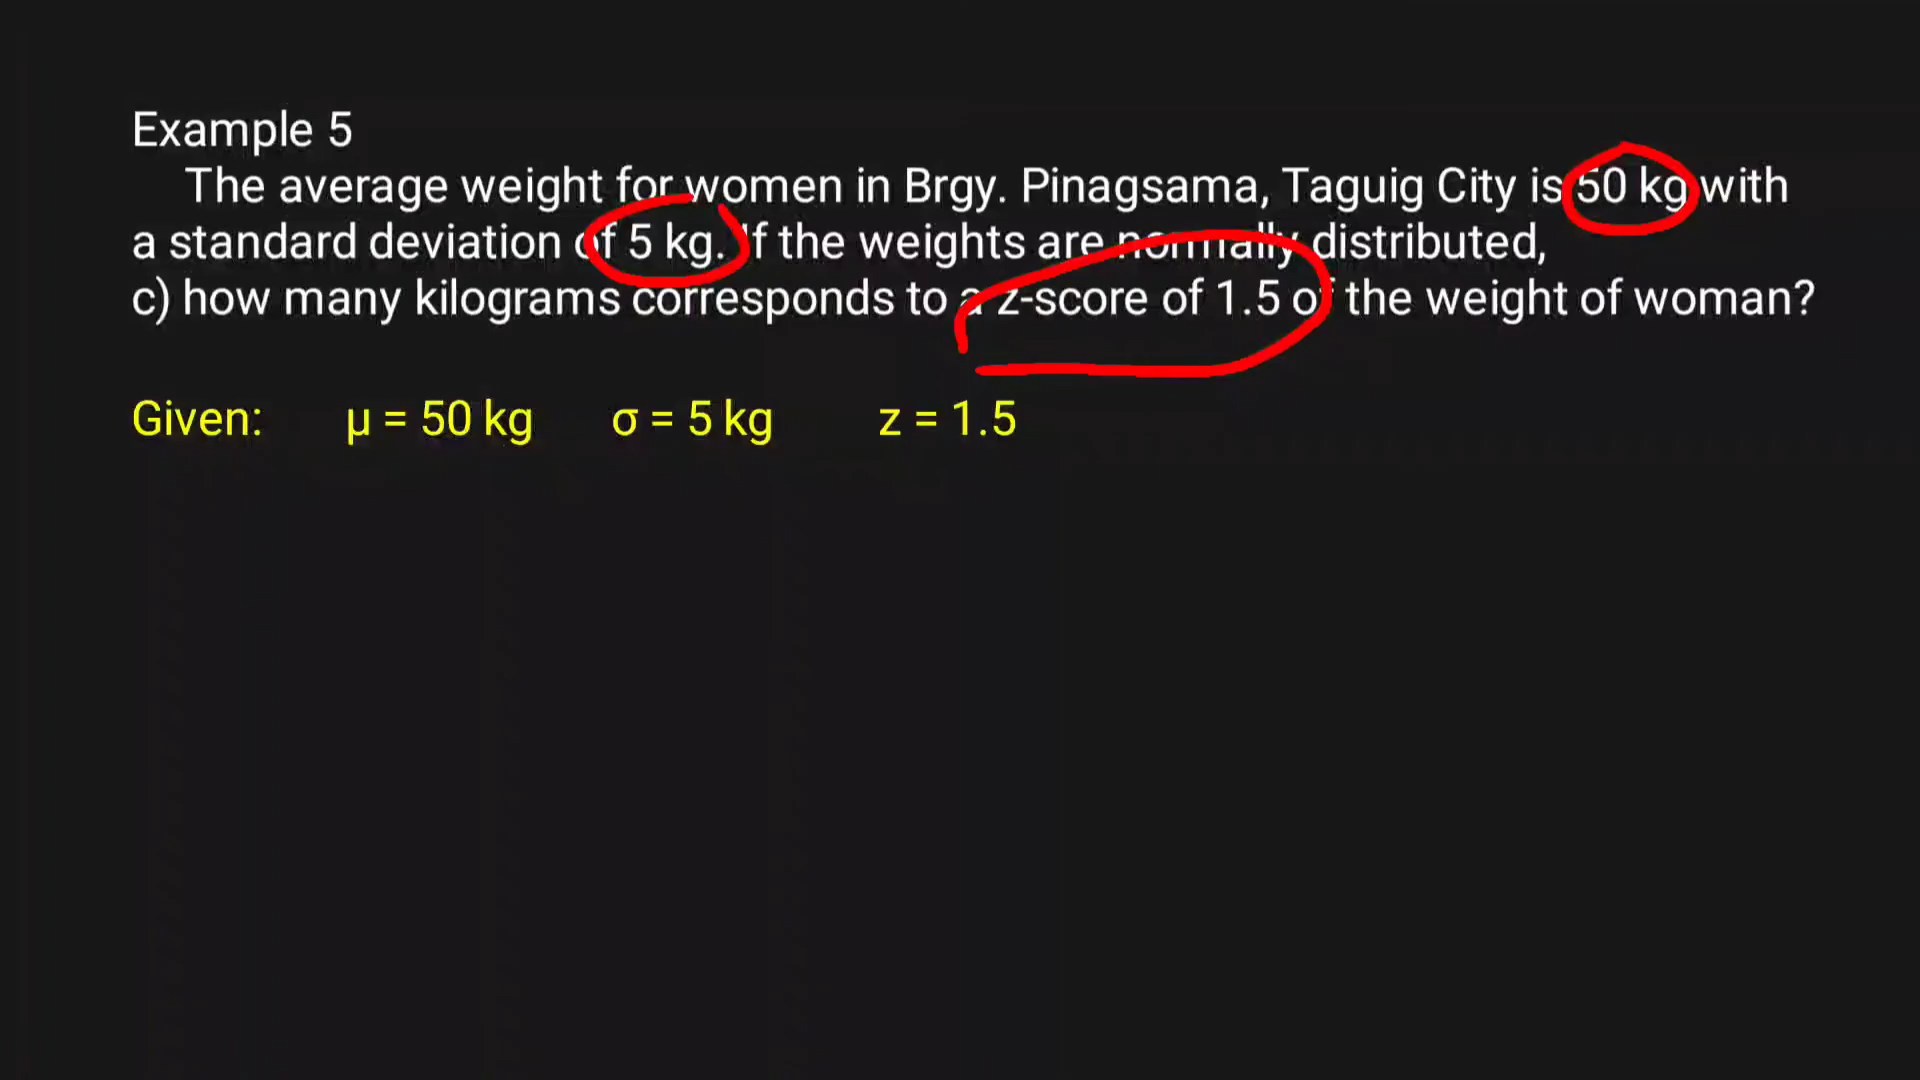 Example 5
The average weight for women in Brgy. Pinagsama, Taguig City is 50 kg with
a standard deviation of 5 kg. If the weights are normally distributed,
c) how many kilograms corresponds to a z-score of 1.5 of the weight of woman?
Given: μ = 50 kg σ = 5 kg z = 1.5